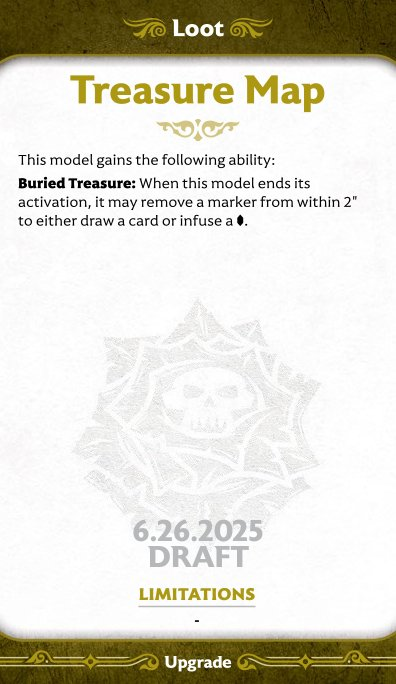 Loot
Treasure Map
This model gains the following ability:
Buried Treasure: When this model ends its
activation, it may remove a marker from within 2"
to either draw a card or infuse a ⬮.
6.26.2025
DRAFT
LIMITATIONS
-
Upgrade